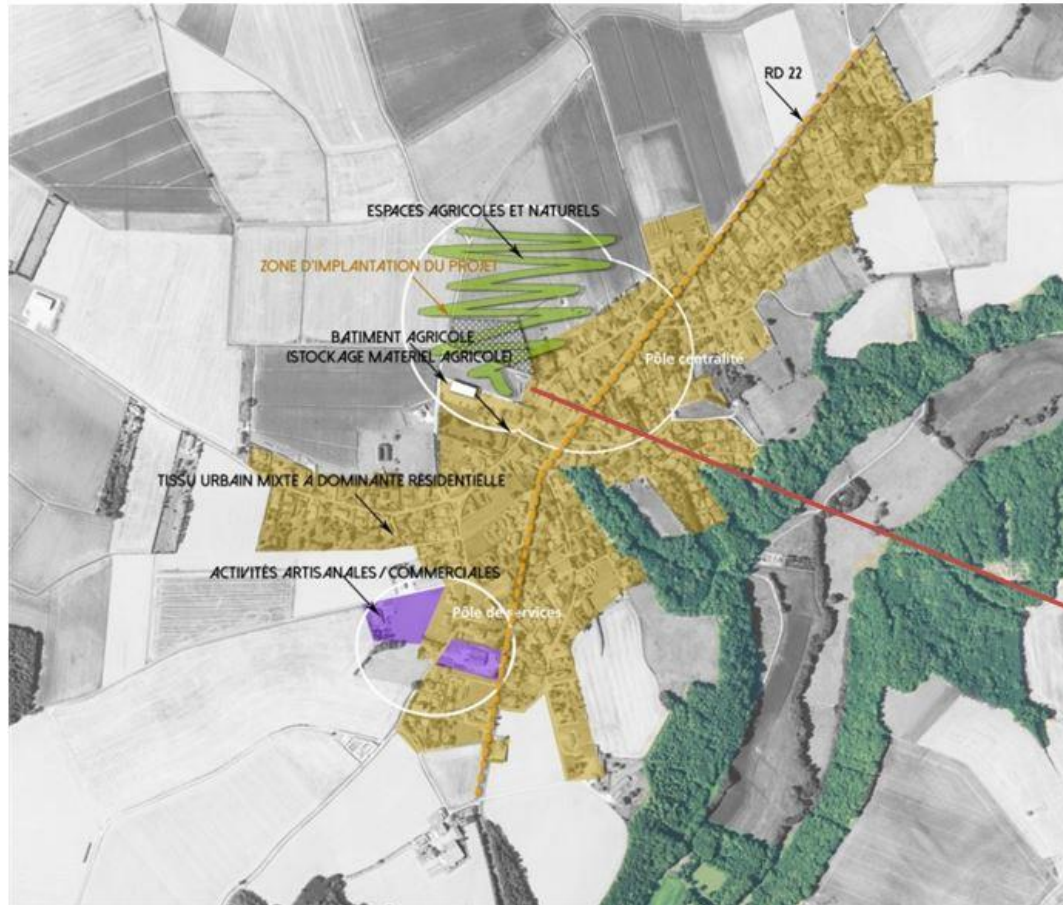 RD 22
ESPACES AGRICOLES ET NATURELS
ZONE D'IMPLANTATION DU PROJET
BATIMENT AGRICOLE
(STOCKAGE MATERIEL AGRICOLE)
Pôle centralité
TISSU URBAIN MIXTE A DOMINANTE RESIDENTIELLE
ACTIVITÉS ARTISANALES/COMMERCIALES
Pôle de services